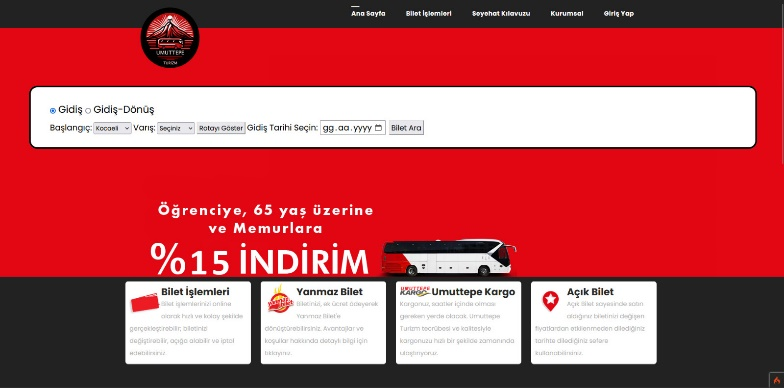 Ana Sayfa Bilet İşlemleri Seyehat Kılavuzu Kurumsal Giriş Yap
UMUTTEPE
TURİZM
Gidiş Gidiş-Dönüş
Başlangıç: Kocaeli Varış: Seçiniz Rotayı Göster Gidiş Tarihi Seçin: gg.aa.yyyy Bilet Ara
Öğrenciye, 65 yaş üzerine
ve Memurlara
%15 İNDİRİM
Bilet İşlemleri
Bilet işlemlerinizi online
olarak hızlı ve kolay şekilde
gerçekleştirebilir, biletinizi
değiştirebilir, açığa alabilir ve iptal
edebilirsiniz.
Yanmaz Bilet
Biletinizi, ek ücret ödeyerek
Yanmaz Bilet'e
dönüştürebilirsiniz. Avantajlar ve
koşullar hakkında detaylı bilgi için
tıklayınız.
UMUTTEPE
KARGO
Umuttepe Kargo
Kargonuz, saatler içinde olması
gereken yerde olacak. Umuttepe
Turizm tecrübesi ve kalitesiyle
kargonuzu hızlı bir şekilde zamanında
ulaştırıyoruz.
Açık Bilet
Açık Bilet sayesinde satın
aldığınız biletinizi değişen
fiyatlardan etkilenmeden dilediğiniz
tarihte dilediğiniz sefere
kullanabilirsiniz.